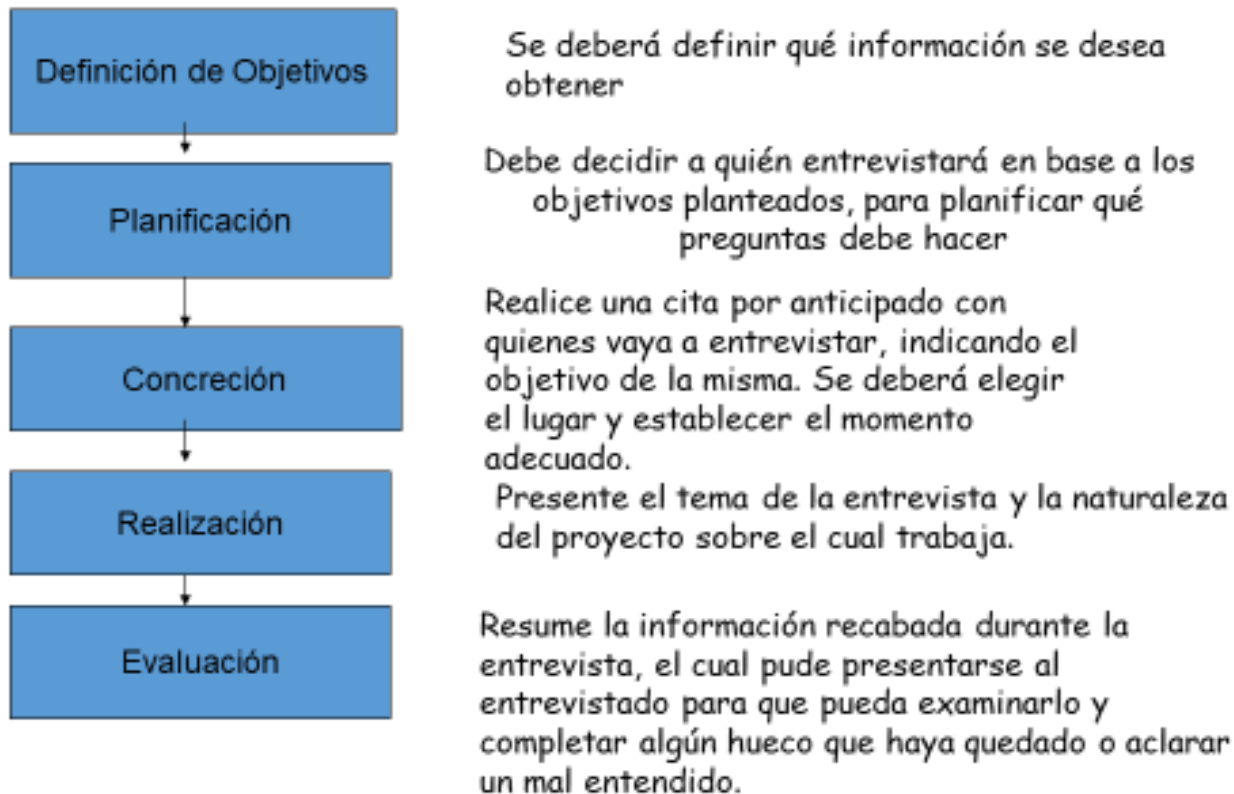 Definición de Objetivos
Se deberá definir qué información se desea
obtener
Planificación
Debe decidir a quién entrevistará en base a los
objetivos planteados, para planificar qué
preguntas debe hacer
Concreción
Realice una cita por anticipado con
quienes vaya a entrevistar, indicando el
objetivo de la misma. Se deberá elegir
el lugar y establecer el momento
adecuado.
Realización
Presente el tema de la entrevista y la naturaleza
del proyecto sobre el cual trabaja.
Evaluación
Resume la información recabada durante la
entrevista, el cual pude presentarse al
entrevistado para que pueda examinarlo y
completar algún hueco que haya quedado o aclarar
un mal entendido.